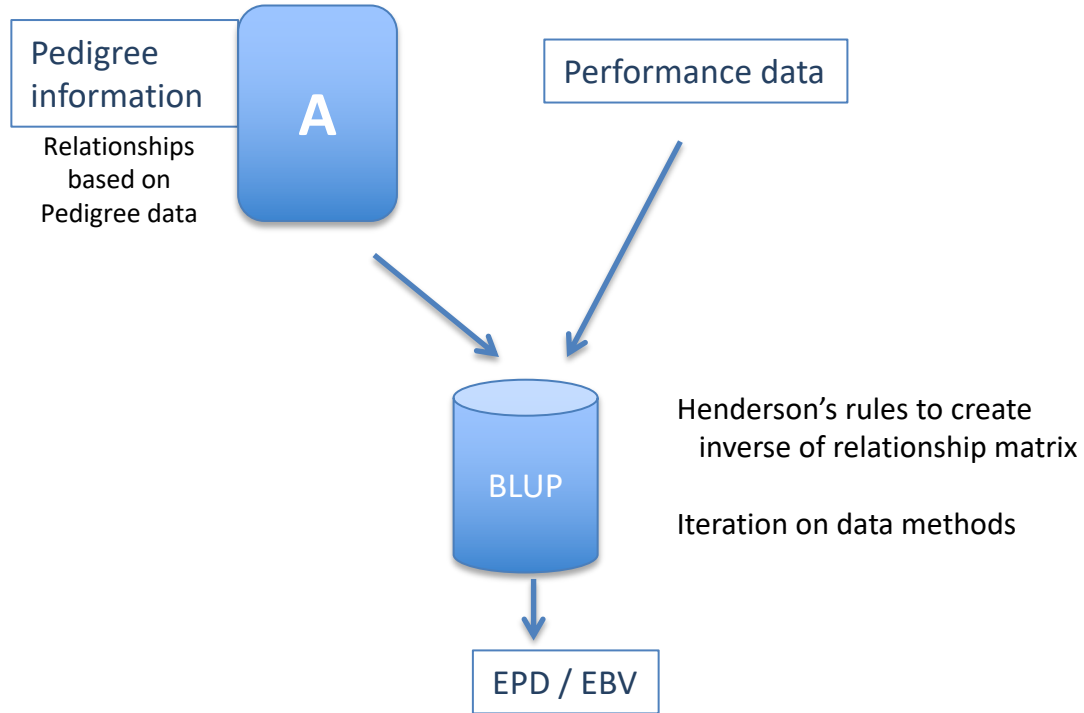 Pedigree
information
A
Performance data
Relationships
based on
Pedigree data
Henderson’s rules to create
inverse of relationship matrix
BLUP
Iteration on data methods
EPD / EBV